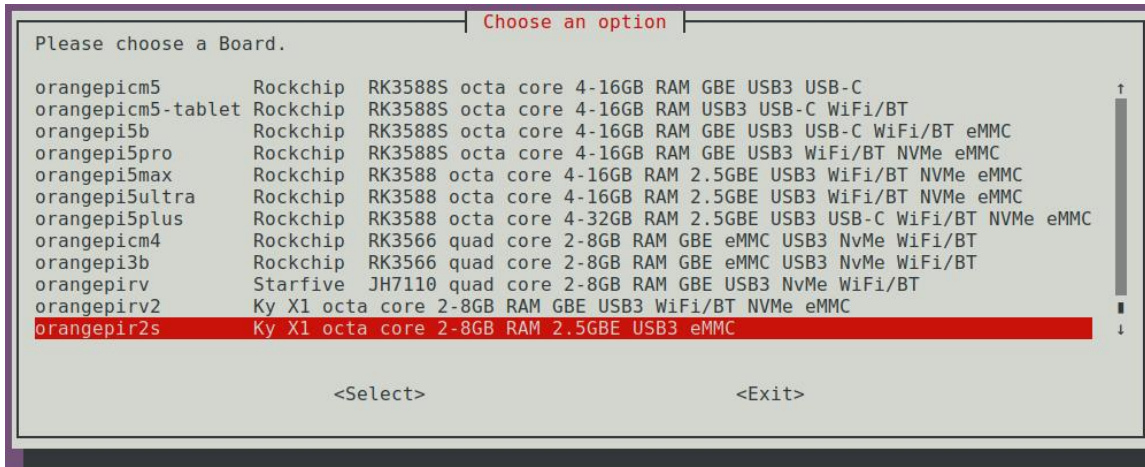 Choose an option
Please choose a Board.
orangepicm5 Rockchip RK3588S octa core 4-16GB RAM GBE USB3 USB-C
orangepicm5-tablet Rockchip RK3588S octa core 4-16GB RAM USB3 USB-C WiFi/BT
orangepi5b Rockchip RK3588S octa core 4-16GB RAM GBE USB3 USB-C WiFi/BT eMMC
orangepi5pro Rockchip RK3588S octa core 4-16GB RAM GBE USB3 WiFi/BT NVMe eMMC
orangepi5max Rockchip RK3588 octa core 4-16GB RAM 2.5GBE USB3 WiFi/BT NVMe eMMC
orangepi5ultra Rockchip RK3588 octa core 4-16GB RAM 2.5GBE USB3 WiFi/BT NVMe eMMC
orangepi5plus Rockchip RK3588 octa core 4-32GB RAM 2.5GBE USB3 USB-C WiFi/BT NVMe eMMC
orangepicm4 Rockchip RK3566 quad core 2-8GB RAM GBE eMMC USB3 NvMe WiFi/BT
orangepi3b Rockchip RK3566 quad core 2-8GB RAM GBE eMMC USB3 NvMe WiFi/BT
orangepirv Starfive JH7110 quad core 2-8GB RAM GBE USB3 NvMe WiFi/BT
orangepirv2 Ky X1 octa core 2-8GB RAM GBE USB3 WiFi/BT NVMe eMMC
orangepir2s Ky X1 octa core 2-8GB RAM 2.5GBE USB3 eMMC
<Select> <Exit>